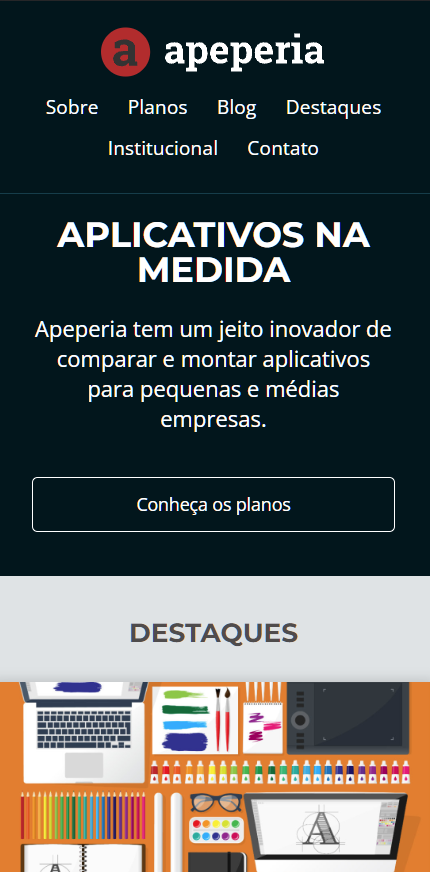 a apeperia
Sobre Planos Blog Destaques
Institucional Contato
APLICATIVOS NA
MEDIDA
Apeperia tem um jeito inovador de
comparar e montar aplicativos
para pequenas e médias
empresas.
Conheça os planos
DESTAQUES
A
A